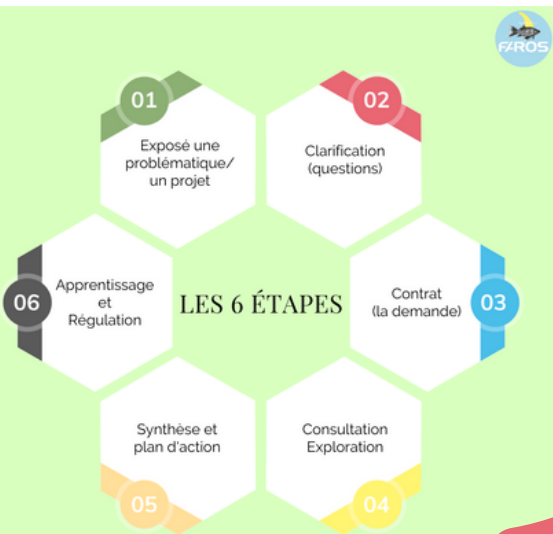 FAROS
01
Exposé une
problématique/
un projet
02
Clarification
(questions)
03
Contrat
(la demande)
04
Consultation
Exploration
05
Synthèse et
plan d'action
06
Apprentissage
et
Régulation
LES 6 ÉTAPES